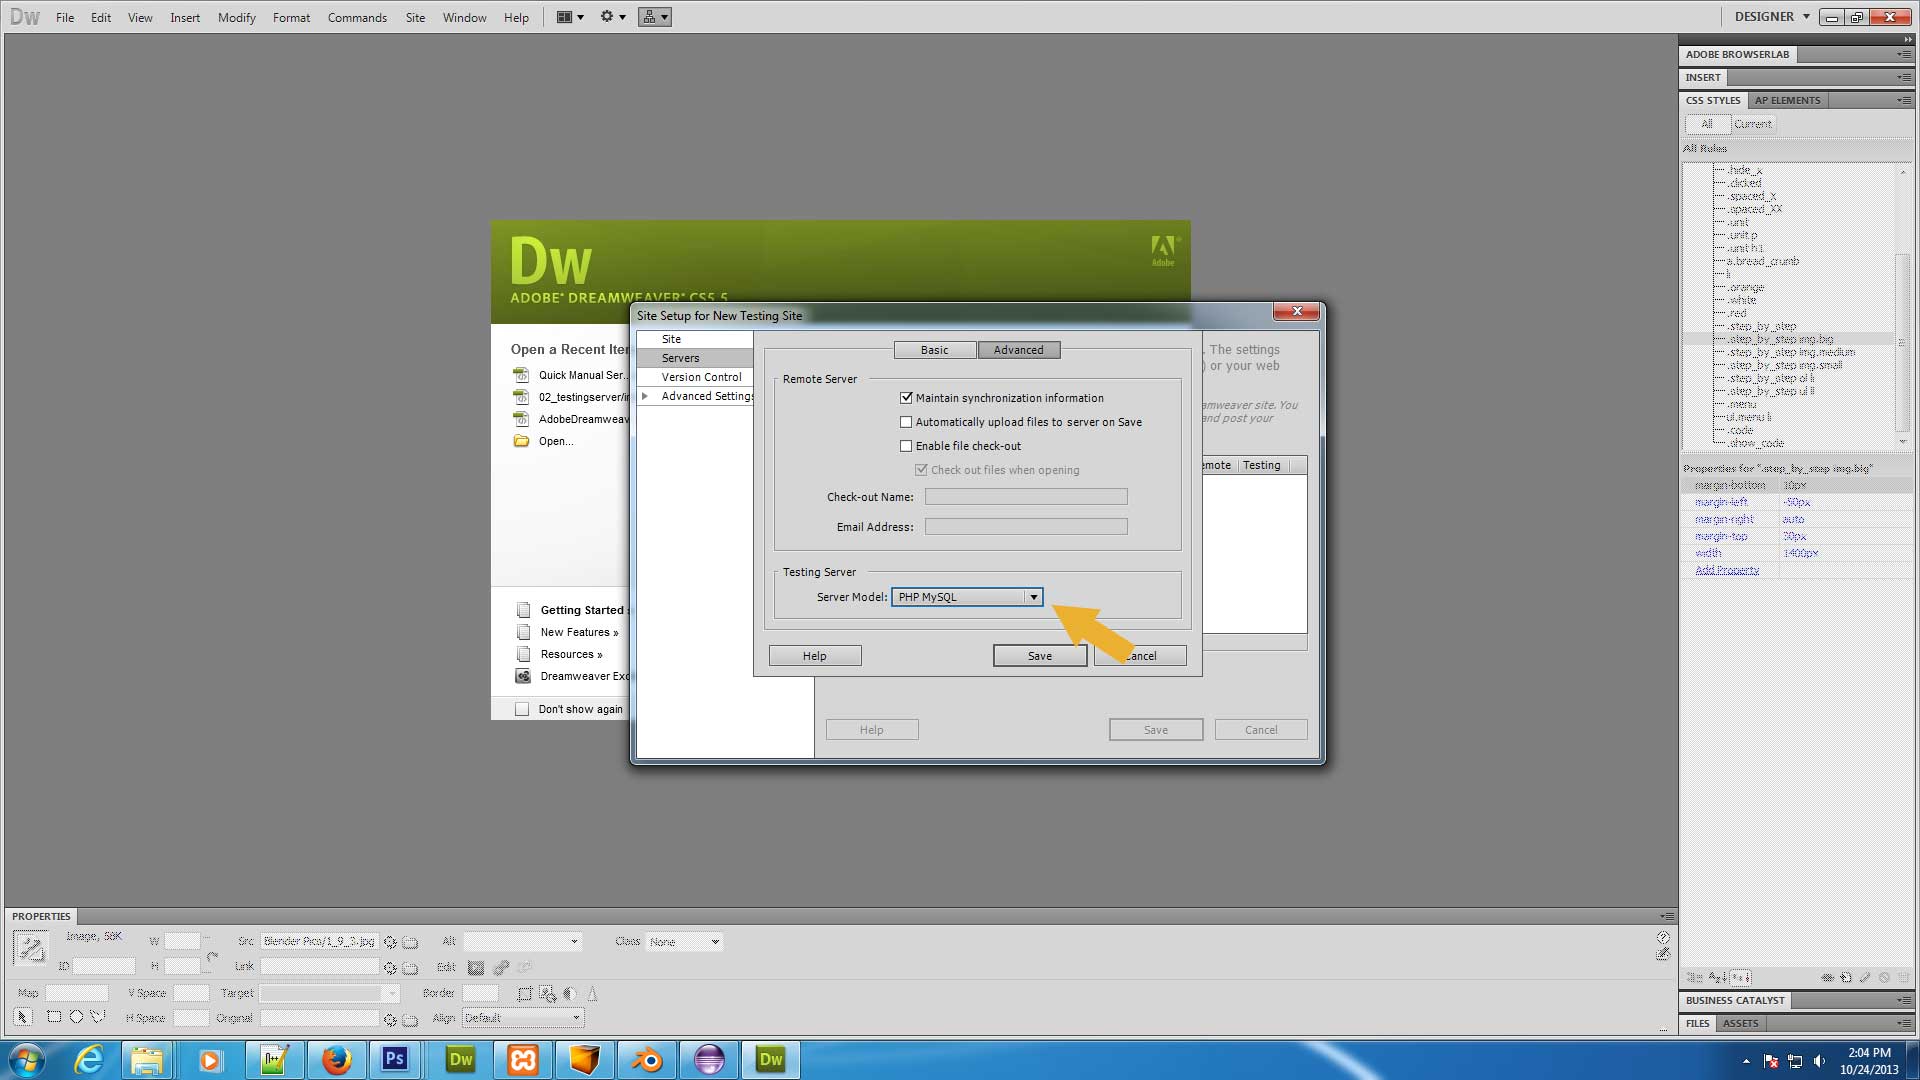 Dw File Edit View Insert Modify Format Commands Site Window Help DESIGNER
ADOBE BROWSERLAB
INSERT
CSS STYLES AP ELEMENTS
All Current
All Rules
.hide_x
.clicked
.spaced_X
.spaced_XX
.unit
.unit p
.unit h1
a.bread_crumb
li
.orange
.white
.red
.step_by_step
.step_by_step img.big
.step_by_step img.medium
.step_by_step img.small
.step_by_step ol li
.step_by_step ul li
.menu
ul.menu li
.code
.show_code
Properties for ".step_by_step img.big"
margin-bottom 10px
margin-left -50px
margin-right auto
margin-top 30px
width 1400px
Add Property
Dw
ADOBE® DREAMWEAVER® CS5.5
Adobe
Open a Recent Iter
Quick Manual Ser...
02_testingserver/in
AdobeDreamweav
Open...
Getting Started
New Features »
Resources »
Dreamweaver Exc
Don't show again
Site Setup for New Testing Site
Site
Servers
Version Control
Advanced Settings
Basic Advanced
. The settings
) or your web
amweaver site. You
and post your
emote Testing
Remote Server
Maintain synchronization information
Automatically upload files to server on Save
Enable file check-out
Check out files when opening
Check-out Name:
Email Address:
Testing Server
Server Model: PHP MySQL
Help Save Cancel
Help Save Cancel
PROPERTIES
Image, 58K W Src Blender Pics/1_9_3.jpg Alt Class None
ID H Link Edit
Map V Space Target Border
H Space Original Align Default
BUSINESS CATALYST
FILES ASSETS
Ps Dw Dw
2:04 PM
10/24/2013